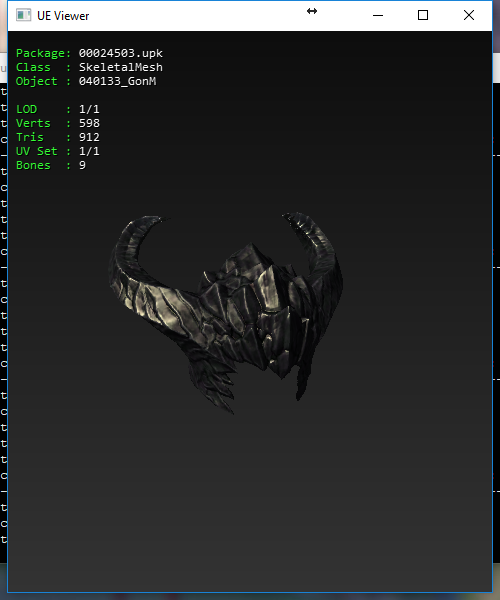 UE Viewer
Package: 00024503.upk
Class : SkeletalMesh
Object : 040133_GonM
LOD : 1/1
Verts : 598
Tris : 912
UV Set : 1/1
Bones : 9